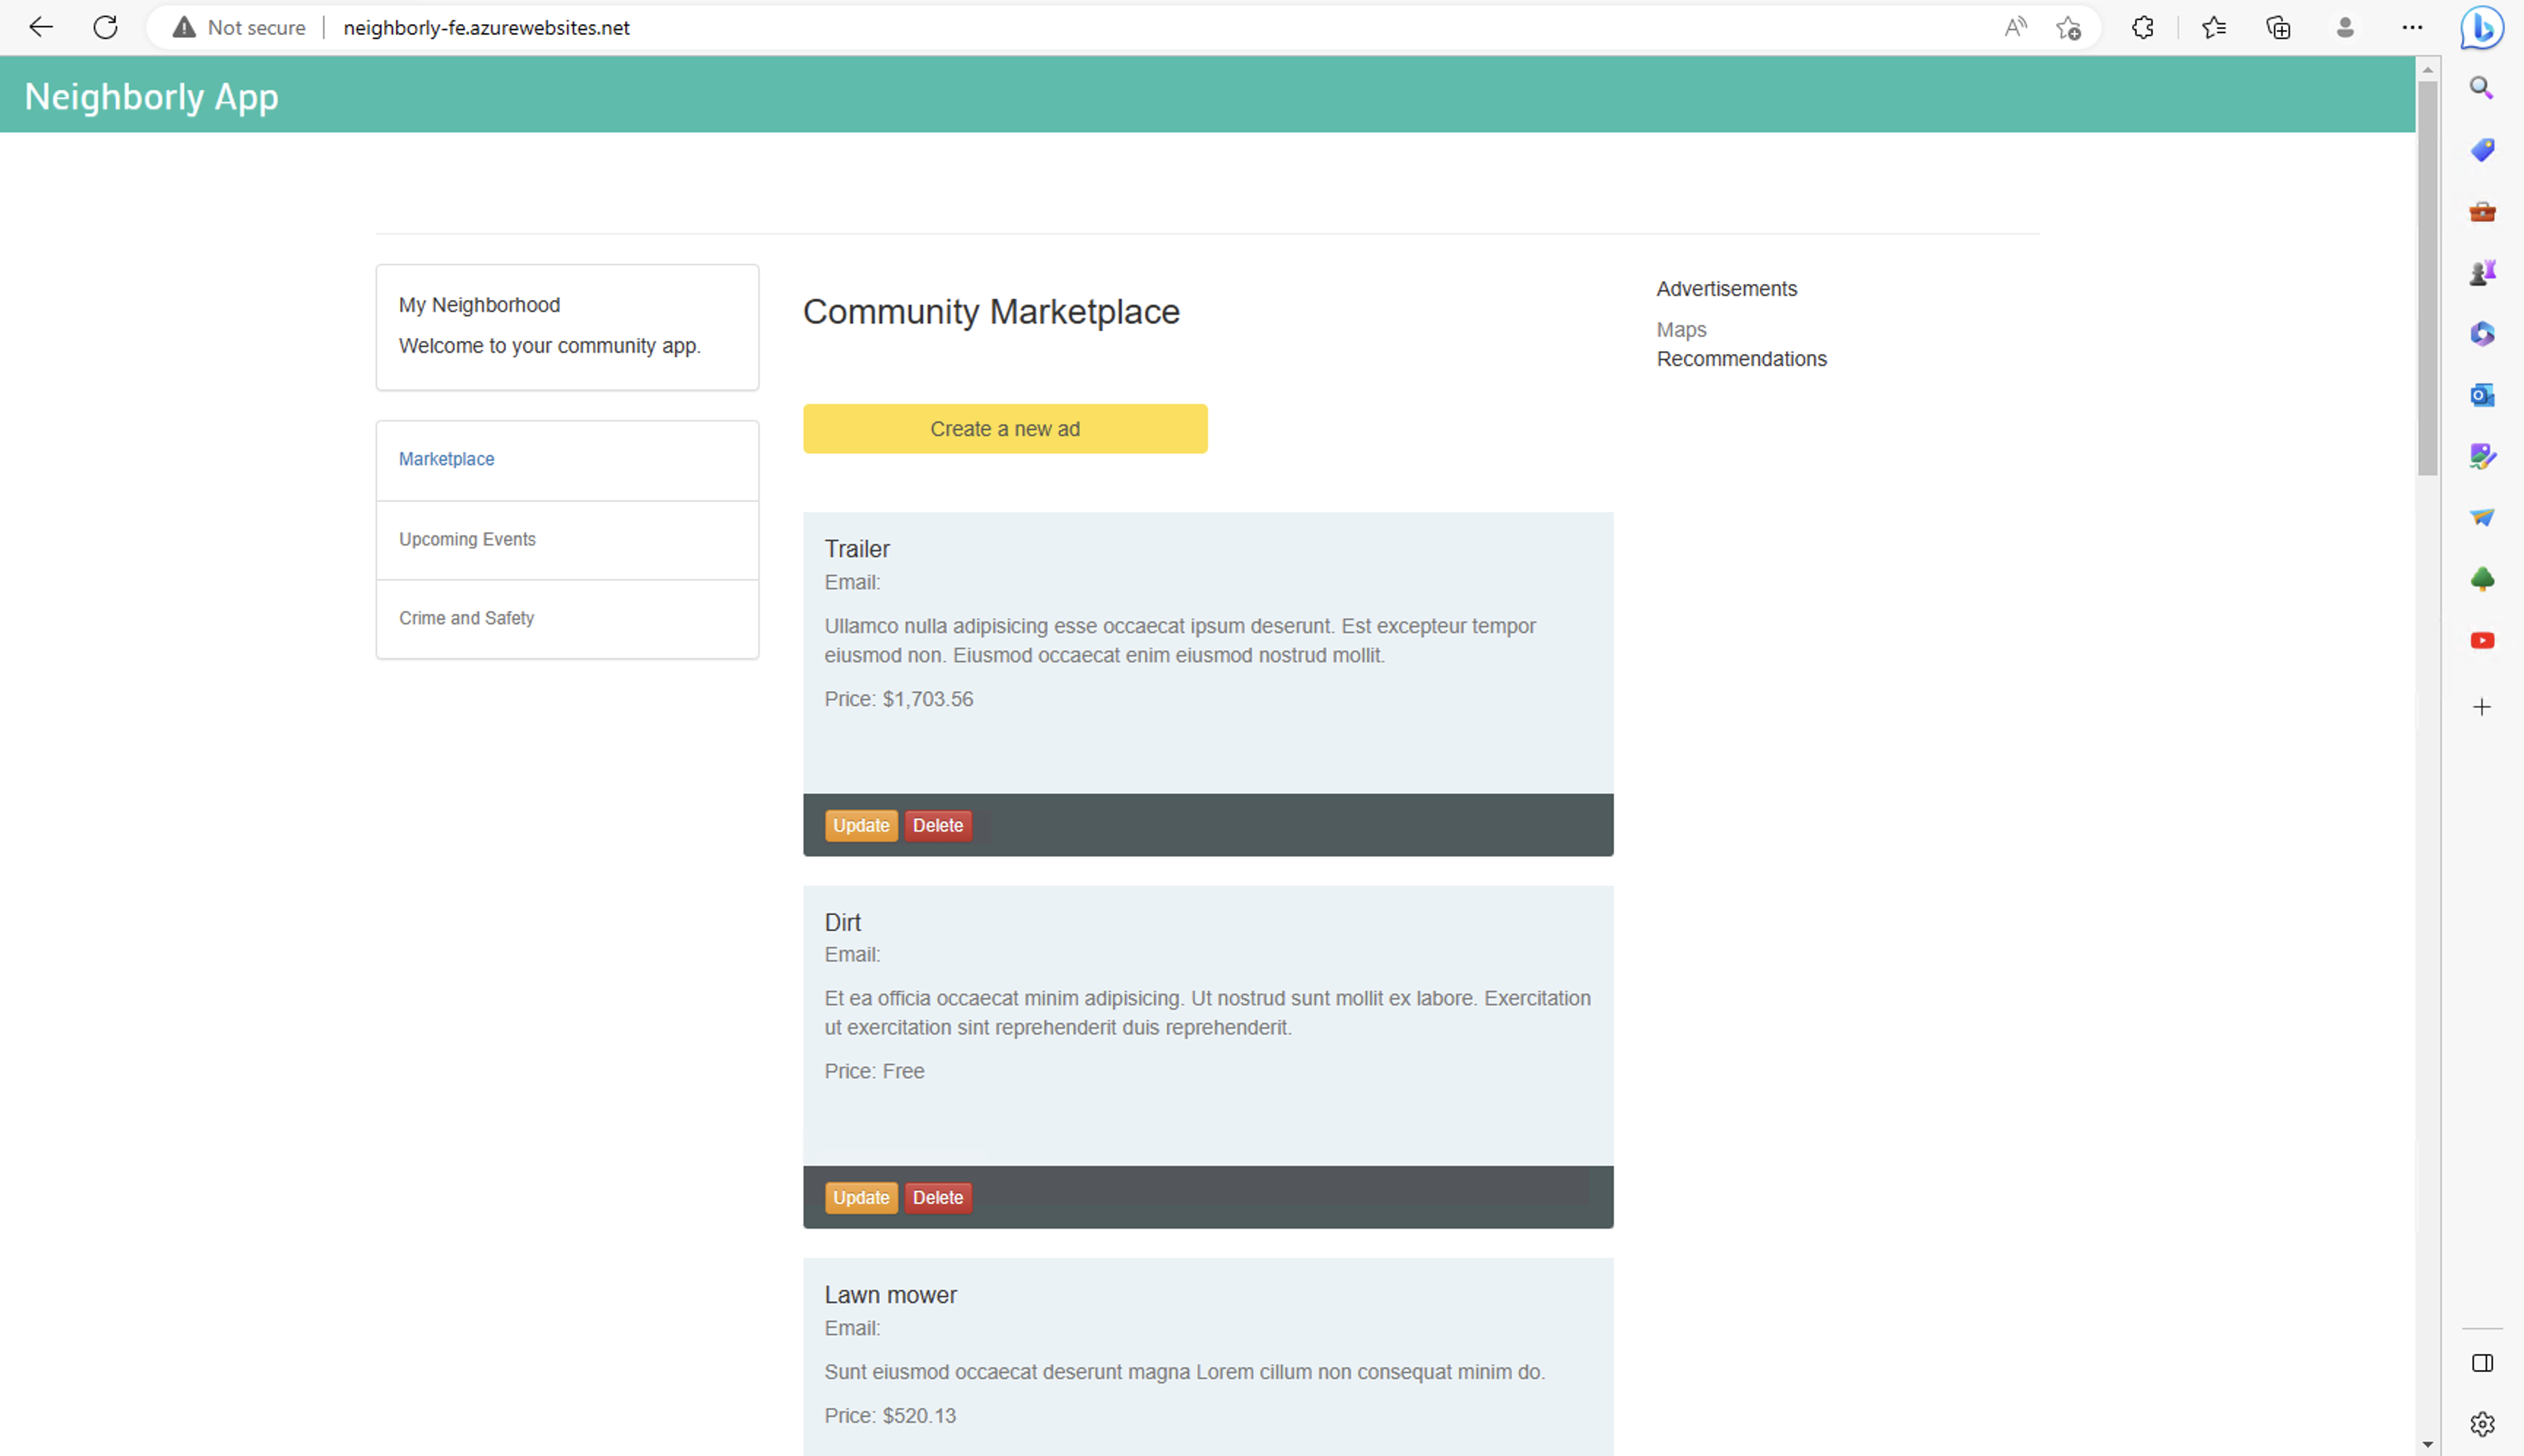 Not secure
neighborly-fe.azurewebsites.net
Neighborly App
My Neighborhood
Welcome to your community app.
Marketplace
Upcoming Events
Crime and Safety
Community Marketplace
Create a new ad
Trailer
Email:
Ullamco nulla adipisicing esse occaecat ipsum deserunt. Est excepteur tempor
eiusmod non. Eiusmod occaecat enim eiusmod nostrud mollit.
Price: $1,703.56
Update Delete
Dirt
Email:
Et ea officia occaecat minim adipisicing. Ut nostrud sunt mollit ex labore. Exercitation
ut exercitation sint reprehenderit duis reprehenderit.
Price: Free
Update Delete
Lawn mower
Email:
Sunt eiusmod occaecat deserunt magna Lorem cillum non consequat minim do.
Price: $520.13
Advertisements
Maps
Recommendations